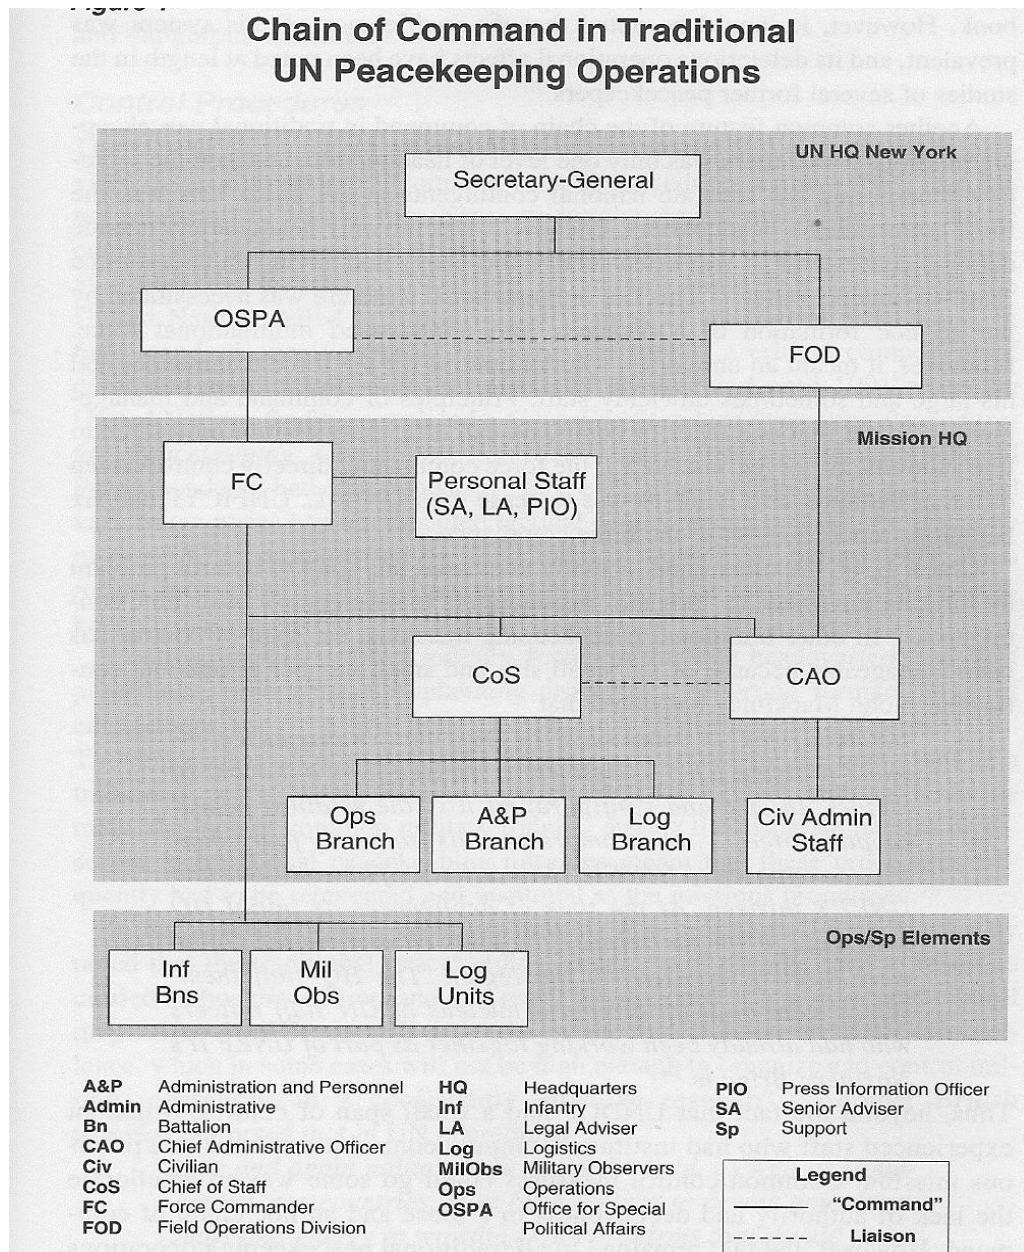 Chain of Command in Traditional
UN Peacekeeping Operations
UN HQ New York
Secretary-General
OSPA
FOD
Mission HQ
FC
Personal Staff
(SA, LA, PIO)
CoS
CAO
Ops
Branch
A&P
Branch
Log
Branch
Civ Admin
Staff
Ops/Sp Elements
Inf
Bns
Mil
Obs
Log
Units
A&P Administration and Personnel
Admin Administrative
Bn Battalion
CAO Chief Administrative Officer
Civ Civilian
CoS Chief of Staff
FC Force Commander
FOD Field Operations Division
HQ Headquarters
Inf Infantry
LA Legal Adviser
Log Logistics
MilObs Military Observers
Ops Operations
OSPA Office for Special
Political Affairs
PIO Press Information Officer
SA Senior Adviser
Sp Support
Legend
"Command"
Liaison